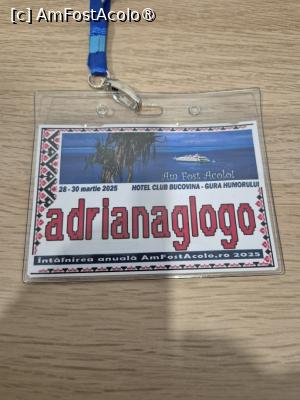 [c] AmFostAcolo®
Am Fost Acolo!
28 - 30 martie 2025 HOTEL CLUB BUCOVINA - GURA HUMORULUI
adrianaglogo
Întâlnirea anuală AmFostAcolo.ro 2025